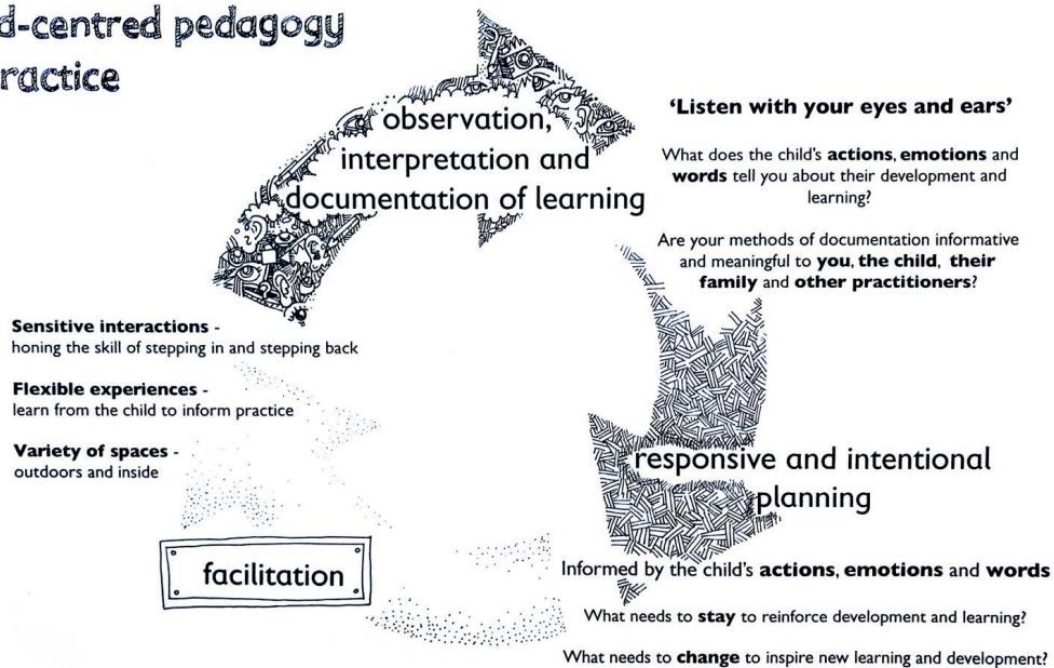 d-centred pedagogy
ractice
observation,
interpretation and
documentation of learning
'Listen with your eyes and ears'
What does the child's actions, emotions and
words tell you about their development and
learning?
Are your methods of documentation informative
and meaningful to you, the child, their
family and other practitioners?
responsive and intentional
planning
Informed by the child's actions, emotions and words
What needs to stay to reinforce development and learning?
What needs to change to inspire new learning and development?
facilitation
Sensitive interactions -
honing the skill of stepping in and stepping back
Flexible experiences -
learn from the child to inform practice
Variety of spaces -
outdoors and inside